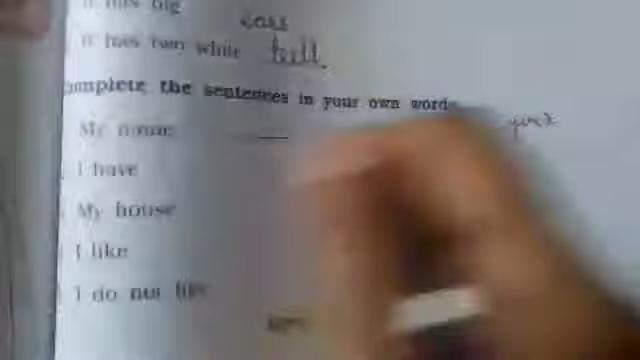 It has big ears
It has two white
Complete the sentences in your own words
My name
I have
My house
I like
I do not like